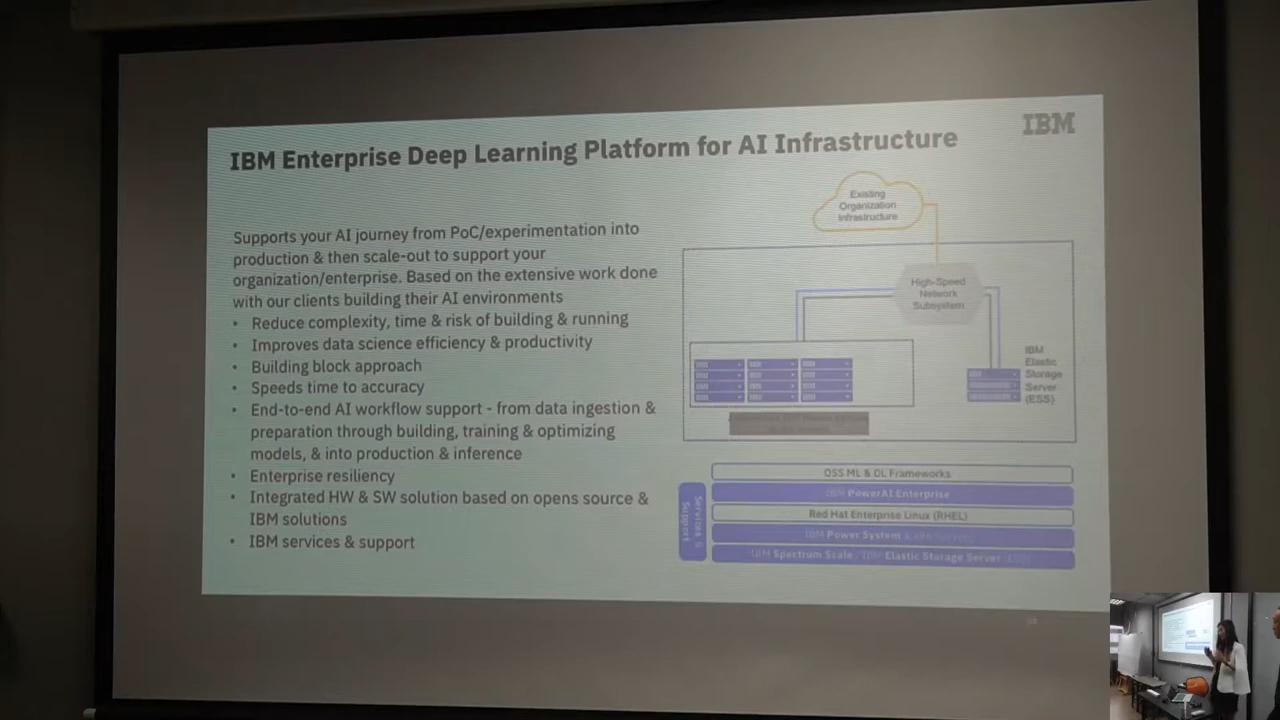 IBM Enterprise Deep Learning Platform for AI Infrastructure
IBM
Supports your AI journey from PoC/experimentation into
production & then scale-out to support your
organization/enterprise. Based on the extensive work done
with our clients building their AI environments
• Reduce complexity, time & risk of building & running
• Improves data science efficiency & productivity
• Building block approach
• Speeds time to accuracy
• End-to-end AI workflow support - from data ingestion &
preparation through building, training & optimizing
models, & into production & inference
• Enterprise resiliency
• Integrated HW & SW solution based on opens source &
IBM solutions
• IBM services & support
Existing
Organization
Infrastructure
High-Speed
Network
Subsystem
IBM
Elastic
Storage
Server
(ESS)
Services &
Support
OSS ML & DL Frameworks
IBM PowerAI Enterprise
Red Hat Enterprise Linux (RHEL)
IBM Power System
IBM Spectrum Scale IBM Elastic Storage Server (ESS)